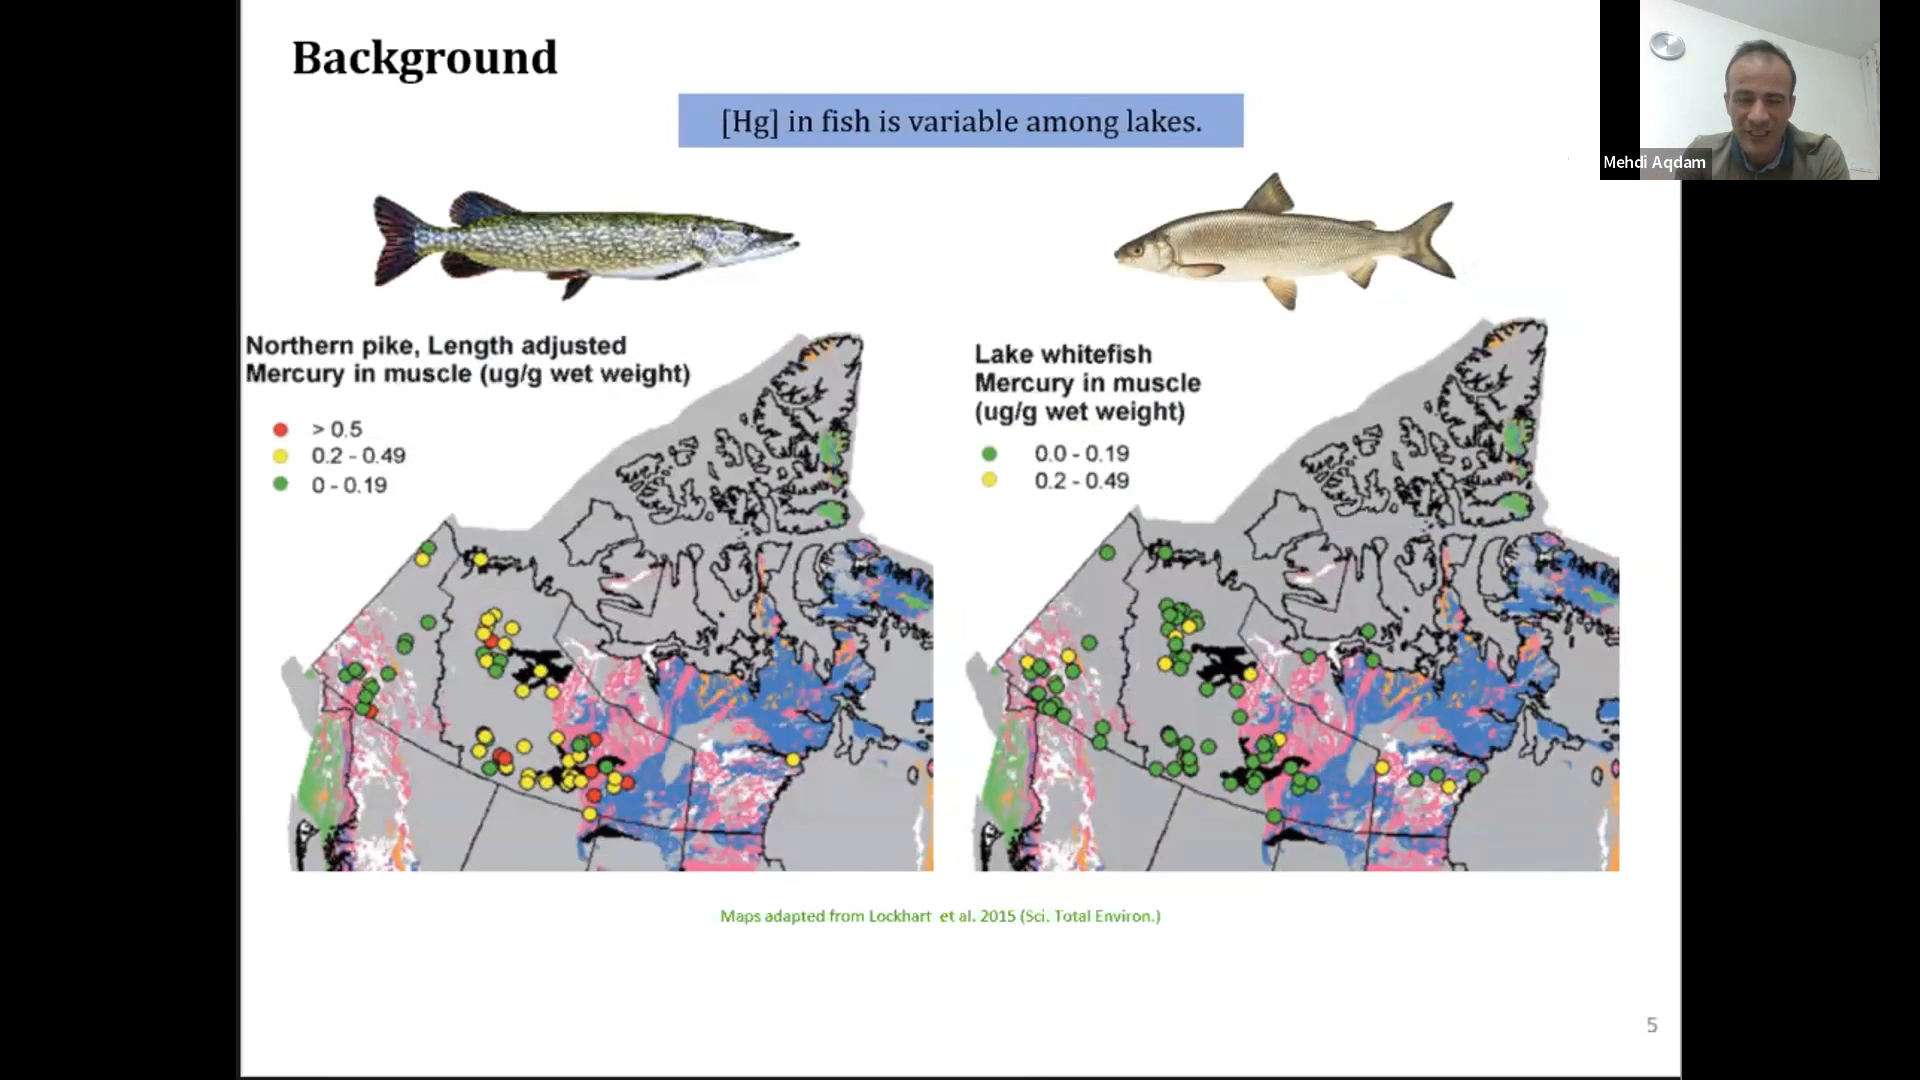 Background
[Hg] in fish is variable among lakes.
Mehdi Aqdam
Northern pike, Length adjusted
Mercury in muscle (ug/g wet weight)
> 0.5
0.2 - 0.49
0 - 0.19
Lake whitefish
Mercury in muscle
(ug/g wet weight)
0.0 - 0.19
0.2 - 0.49
Maps adapted from Lockhart et al. 2015 (Sci. Total Environ.)
5